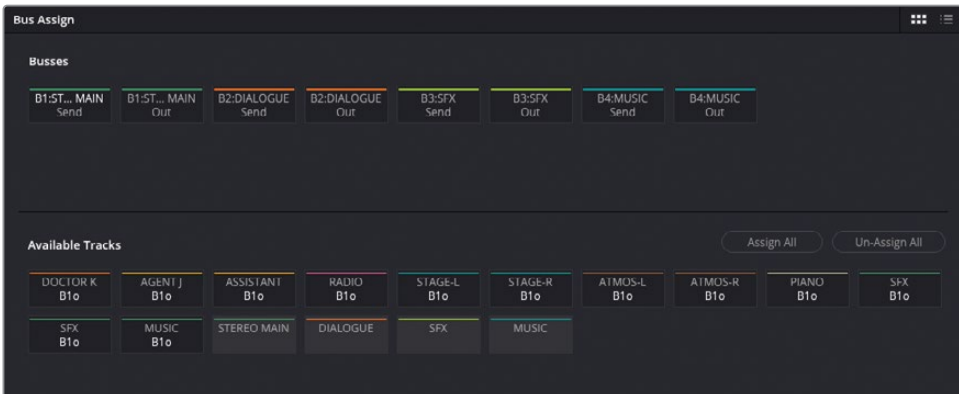 Bus Assign
Busses
B1:ST... MAIN B1:ST... MAIN B2:DIALOGUE B2:DIALOGUE B3:SFX B3:SFX B4:MUSIC B4:MUSIC
Send Out Send Out Send Out Send Out
Available Tracks Assign All Un-Assign All
DOCTOR K AGENT J ASSISTANT RADIO STAGE-L STAGE-R ATMOS-L ATMOS-R PIANO SFX
B1o B1o B1o B1o B1o B1o B1o B1o B1o B1o
SFX MUSIC STEREO MAIN DIALOGUE SFX MUSIC
B1o B1o